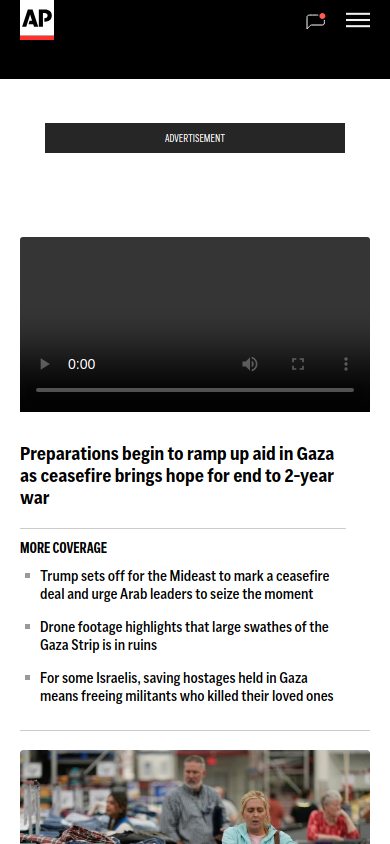 AP
ADVERTISEMENT
0:00
Preparations begin to ramp up aid in Gaza
as ceasefire brings hope for end to 2-year
war
MORE COVERAGE
Trump sets off for the Mideast to mark a ceasefire
deal and urge Arab leaders to seize the moment
Drone footage highlights that large swathes of the
Gaza Strip is in ruins
For some Israelis, saving hostages held in Gaza
means freeing militants who killed their loved ones